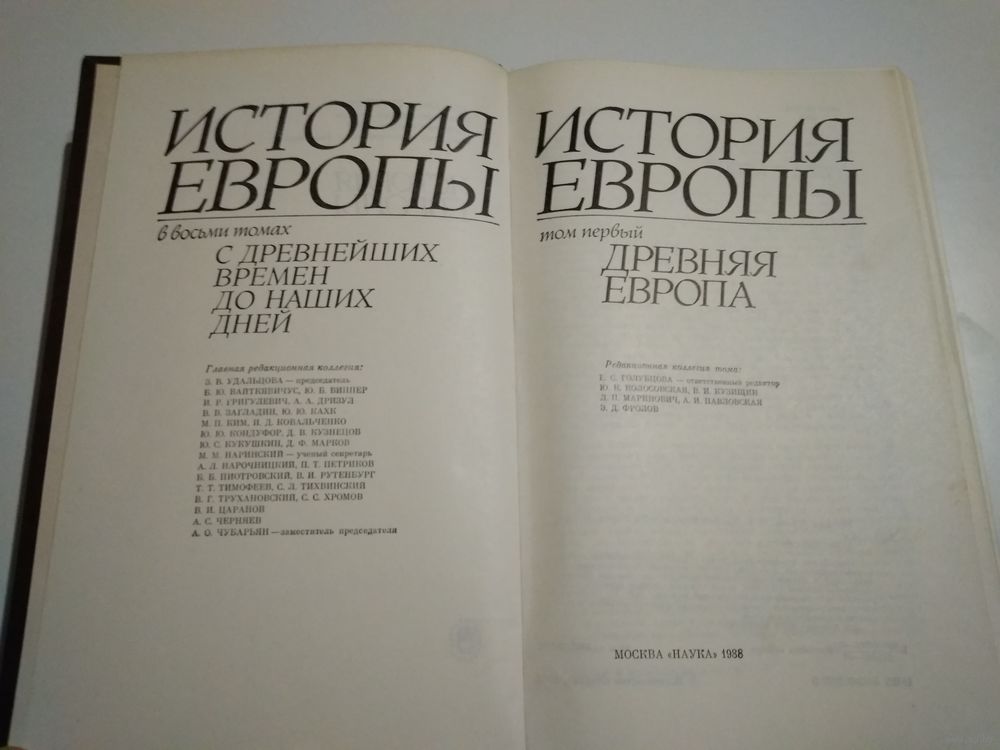 ИСТОРИЯ
ЕВРОПЫ
в восьми томах
С ДРЕВНЕЙШИХ
ВРЕМЕН
ДО НАШИХ
ДНЕЙ
Главная редакционная коллегия:
З. В. УДАЛЬЦОВА — председатель
Б. Ю. ВАЙТКЯВИЧУС, Ю. Б. ВИППЕР
И. Р. ГРИГУЛЕВИЧ, А. А. ДРИЗУЛ
В. В. ЗАГЛАДИН, Ю. Ю. КАХК
М. П. КИМ, И. Д. КОВАЛЬЧЕНКО
Ю. Ю. КОНДУФОР, Д. В. КУЗНЕЦОВ
Ю. С. КУКУШКИН, Д. Ф. МАРКОВ
М. М. НАРИНСКИЙ — ученый секретарь
А. Л. НАРОЧНИЦКИЙ, П. Т. ПЕТРИКОВ
Б. Б. ПИОТРОВСКИЙ, В. И. РУТЕНБУРГ
Т. Т. ТИМОФЕЕВ, С. Л. ТИХВИНСКИЙ
В. Г. ТРУХАНОВСКИЙ, С. С. ХРОМОВ
В. И. ЦАРАНОВ
А. С. ЧЕРНЯЕВ
А. О. ЧУБАРЬЯН — заместитель председателя
ИСТОРИЯ
ЕВРОПЫ
том первый
ДРЕВНЯЯ
ЕВРОПА
Редакционная коллегия тома:
Е. С. ГОЛУБЦОВА — ответственный редактор
Ю. К. КОЛОСОВСКАЯ, В. И. КУЗИЩИН
Л. П. МАРИНОВИЧ, А. И. ПАВЛОВСКАЯ
Э. Д. ФРОЛОВ
МОСКВА «НАУКА» 1988